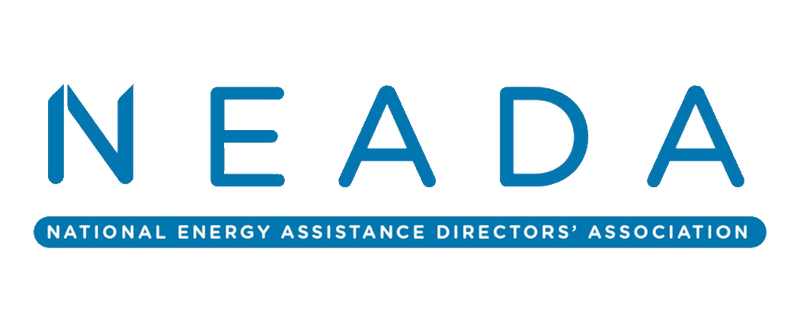 NEADA
NATIONAL ENERGY ASSISTANCE DIRECTORS’ ASSOCIATION